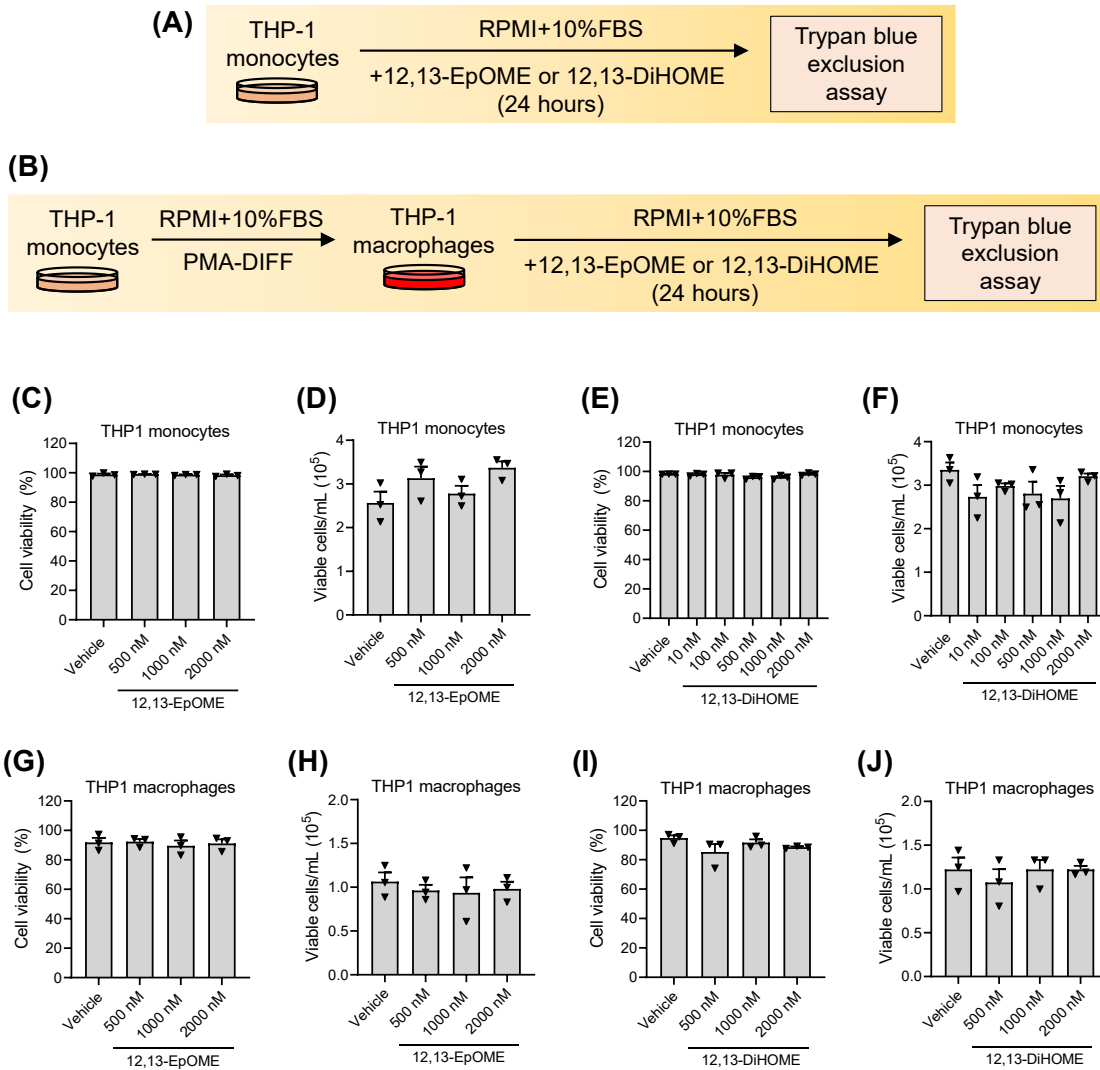 (A)
THP-1
monocytes
RPMI+10%FBS
+12,13-EpOME or 12,13-DiHOME
(24 hours)
Trypan blue
exclusion
assay
(B)
THP-1
monocytes
RPMI+10%FBS
PMA-DIFF
THP-1
macrophages
RPMI+10%FBS
+12,13-EpOME or 12,13-DiHOME
(24 hours)
Trypan blue
exclusion
assay
(C)
THP1 monocytes
Cell viability (%)
120
100
80
60
40
20
0
Vehicle
500 nM
1000 nM
2000 nM
12,13-EpOME
(D)
THP1 monocytes
Viable cells/mL (10⁵)
4
3
2
1
0
Vehicle
500 nM
1000 nM
2000 nM
12,13-EpOME
(E)
THP1 monocytes
Cell viability (%)
120
100
80
60
40
20
0
Vehicle
10 nM
100 nM
500 nM
1000 nM
2000 nM
12,13-DiHOME
(F)
THP1 monocytes
Viable cells/mL (10⁵)
4
3
2
1
0
Vehicle
10 nM
100 nM
500 nM
1000 nM
2000 nM
12,13-DiHOME
(G)
THP1 macrophages
Cell viability (%)
120
100
80
60
40
20
0
Vehicle
500 nM
1000 nM
2000 nM
12,13-EpOME
(H)
THP1 macrophages
Viable cells/mL (10⁵)
2.0
1.5
1.0
0.5
0.0
Vehicle
500 nM
1000 nM
2000 nM
12,13-EpOME
(I)
THP1 macrophages
Cell viability (%)
120
100
80
60
40
20
0
Vehicle
500 nM
1000 nM
2000 nM
12,13-DiHOME
(J)
THP1 macrophages
Viable cells/mL (10⁵)
2.0
1.5
1.0
0.5
0.0
Vehicle
500 nM
1000 nM
2000 nM
12,13-DiHOME